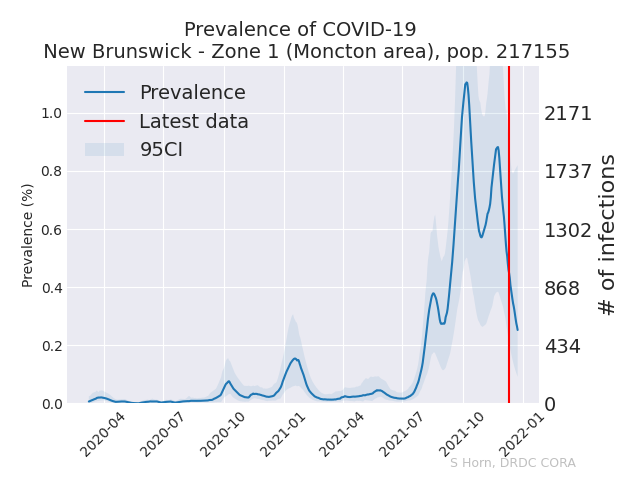 Prevalence of COVID-19
New Brunswick - Zone 1 (Moncton area), pop. 217155
Prevalence
Latest data
95CI
Prevalence (%)
1.0
0.8
0.6
0.4
0.2
0.0
2171
1737
1302
868
434
0
# of infections
2020-04
2020-07
2020-10
2021-01
2021-04
2021-07
2021-10
2022-01
S Horn, DRDC CORA